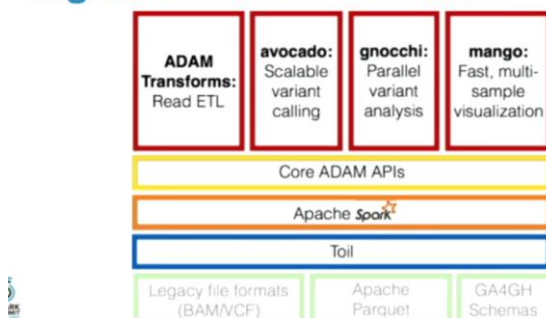 ADAM
Transforms:
Read ETL
avocado:
Scalable
variant
calling
gnocchi:
Parallel
variant
analysis
mango:
Fast, multi-
sample
visualization
Core ADAM APIs
Apache Spark
Toil
Legacy file formats
(BAM/VCF)
Apache
Parquet
GA4GH
Schemas